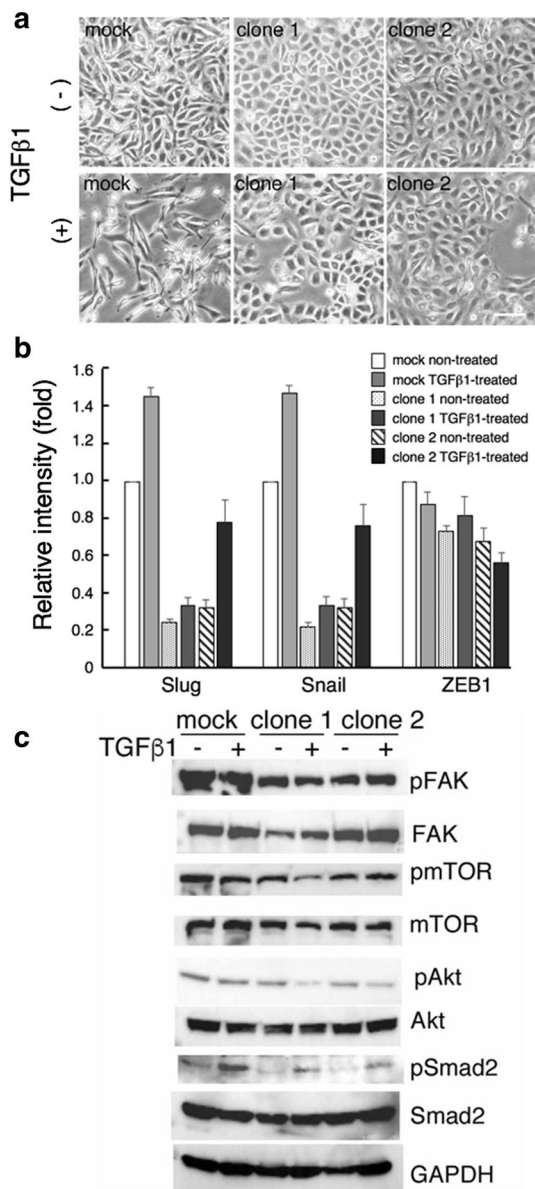 a
mock clone 1 clone 2
TGFβ1
(-)
mock clone 1 clone 2
(+)
b
Relative intensity (fold)
1.6
1.4
1.2
1.0
0.8
0.6
0.4
0.2
0
mock non-treated
mock TGFβ1-treated
clone 1 non-treated
clone 1 TGFβ1-treated
clone 2 non-treated
clone 2 TGFβ1-treated
Slug Snail ZEB1
c
mock clone 1 clone 2
TGFβ1 - + - + - +
pFAK
FAK
pmTOR
mTOR
pAkt
Akt
pSmad2
Smad2
GAPDH